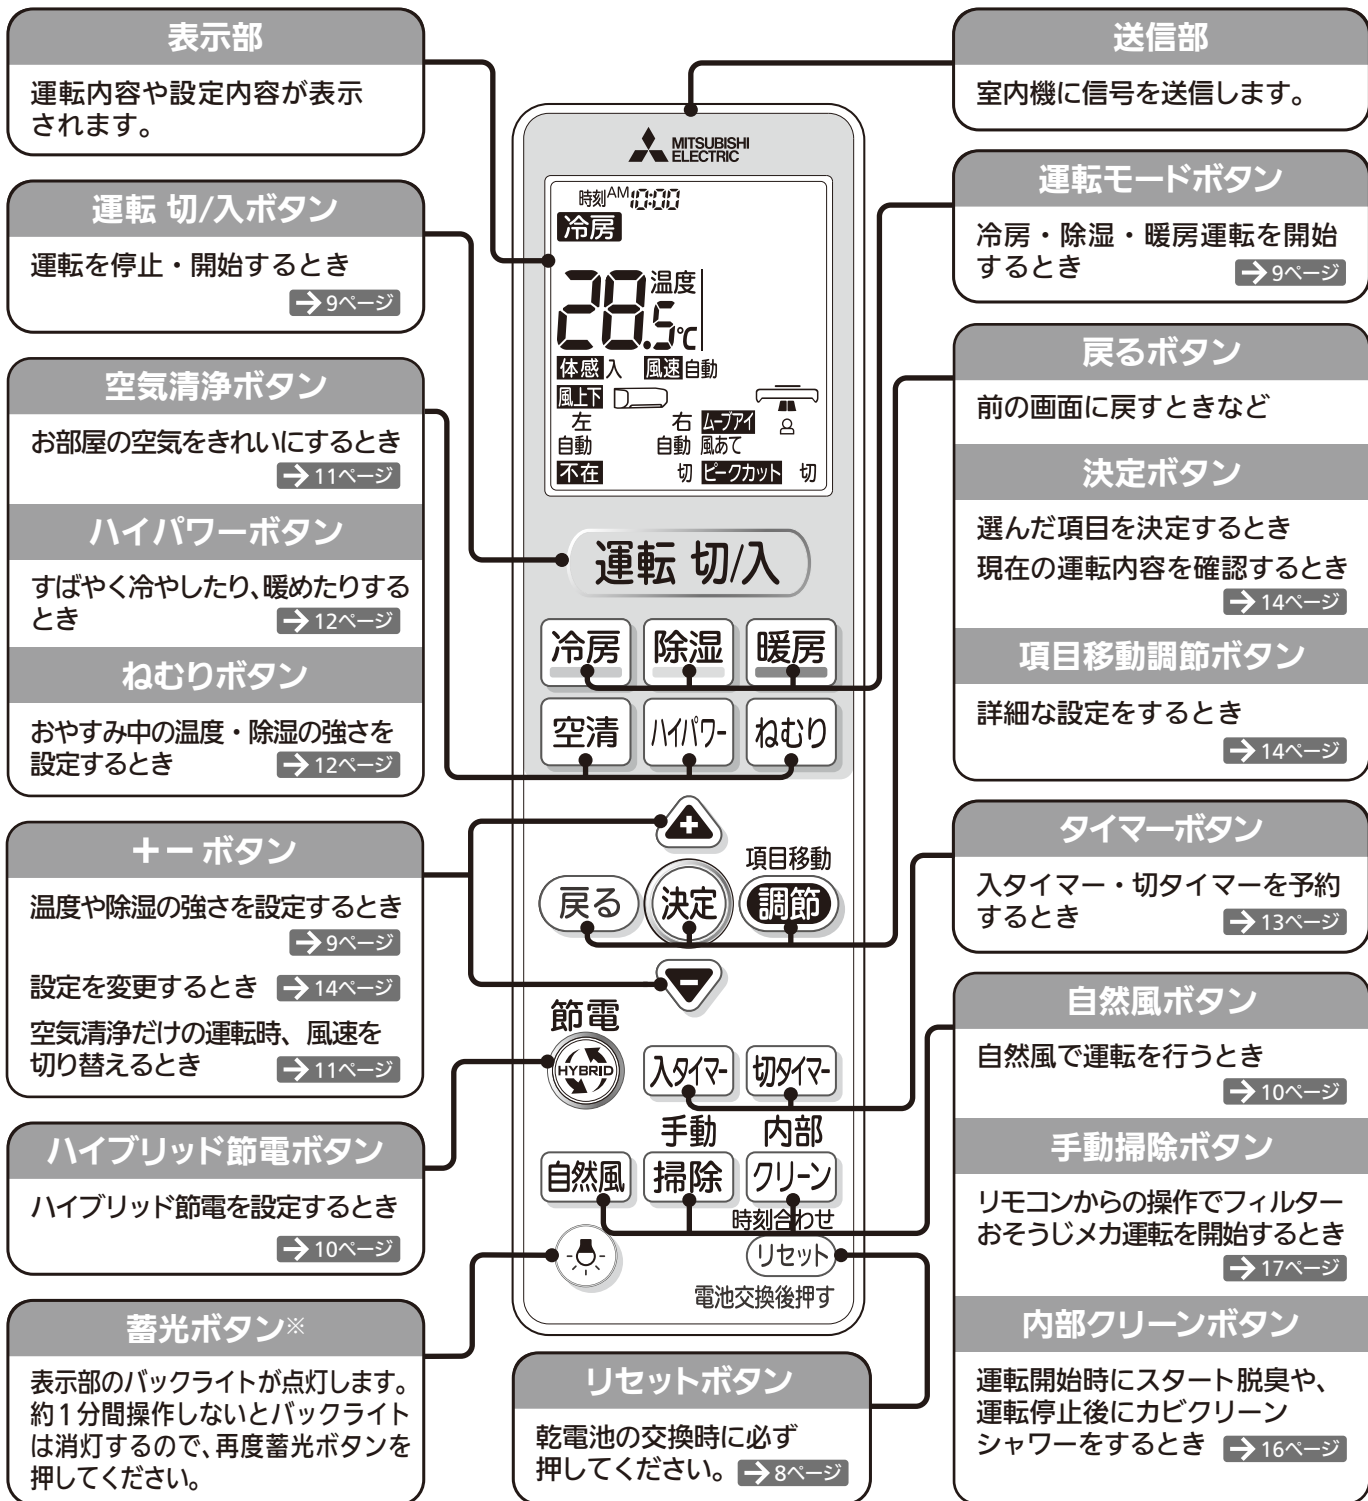 表示部
運転内容や設定内容が表示
されます。
運転 切/入ボタン
運転を停止・開始するとき
→9ページ
空気清浄ボタン
お部屋の空気をきれいにするとき
→11ページ
ハイパワーボタン
すばやく冷やしたり、暖めたりする
とき →12ページ
ねむりボタン
おやすみ中の温度・除湿の強さを
設定するとき →12ページ
＋－ボタン
温度や除湿の強さを設定するとき
→9ページ
設定を変更するとき →14ページ
空気清浄だけの運転時、風速を
切り替えるとき →11ページ
ハイブリッド節電ボタン
ハイブリッド節電を設定するとき
→10ページ
蓄光ボタン※
表示部のバックライトが点灯します。
約1分間操作しないとバックライト
は消灯するので、再度蓄光ボタンを
押してください。
MITSUBISHI
ELECTRIC
時刻AM10:00
冷房
28.5℃ 温度
体感 入 風速 自動
風上下
左 右 ムーブアイ
自動 自動 風あて
不在 切 ピークカット 切
運転 切/入
冷房 除湿 暖房
空清 ハイパワー ねむり
+
項目移動
戻る 決定 調節
-
節電
HYBRID 入タイマー 切タイマー
手動 内部
自然風 掃除 クリーン
時刻合わせ
リセット
電池交換後押す
リセットボタン
乾電池の交換時に必ず
押してください。 →8ページ
送信部
室内機に信号を送信します。
運転モードボタン
冷房・除湿・暖房運転を開始
するとき →9ページ
戻るボタン
前の画面に戻すときなど
決定ボタン
選んだ項目を決定するとき
現在の運転内容を確認するとき
→14ページ
項目移動調節ボタン
詳細な設定をするとき
→14ページ
タイマーボタン
入タイマー・切タイマーを予約
するとき →13ページ
自然風ボタン
自然風で運転を行うとき
→10ページ
手動掃除ボタン
リモコンからの操作でフィルター
おそうじメカ運転を開始するとき
→17ページ
内部クリーンボタン
運転開始時にスタート脱臭や、
運転停止後にカビクリーン
シャワーをするとき →16ページ